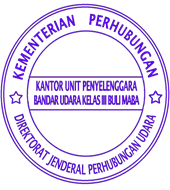 KEMENTERIAN PERHUBUNGAN
KANTOR UNIT PENYELENGGARA
BANDAR UDARA KELAS III BULI MABA
DIREKTORAT JENDERAL PERHUBUNGAN UDARA